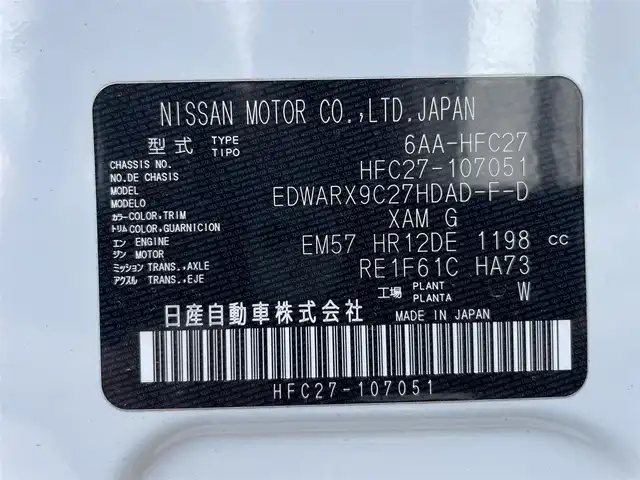 NISSAN MOTOR CO.,LTD.JAPAN
型式 TYPE TIPO 6AA-HFC27
CHASSIS NO.
NO.DE CHASIS HFC27-107051
MODEL
MODELO EDWARX9C27HDAD-F-D
カラー COLOR,TRIM
トリム COLOR,GUARNICION XAM G
エンジン ENGINE
MOTOR EM57 HR12DE 1198 cc
ミッション TRANS.,AXLE
アクスル TRANS.,EJE RE1F61C HA73
工場 PLANT PLANTA W
日産自動車株式会社 MADE IN JAPAN
HFC27-107051